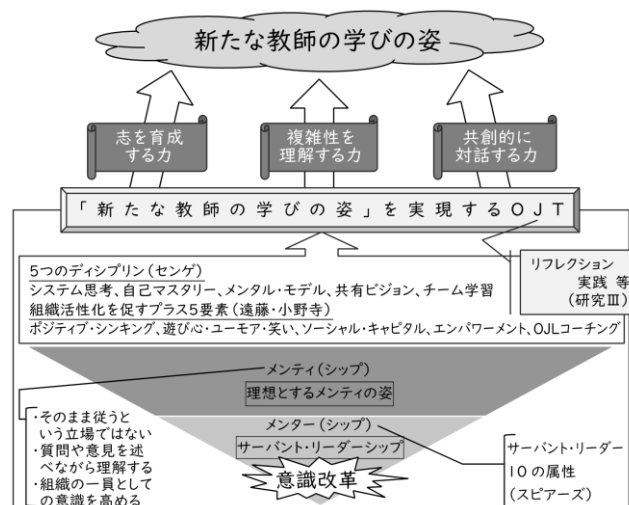 新たな教師の学びの姿
志を育成
する力
複雑性を
理解する力
共創的に
対話する力
「新たな教師の学びの姿」を実現するOJT
5つのディシプリン(センゲ)
システム思考、自己マスタリー、メンタル・モデル、共有ビジョン、チーム学習
組織活性化を促すプラス5要素(遠藤・小野寺)
ポジティブ・シンキング、遊び心・ユーモア・笑い、ソーシャル・キャピタル、エンパワーメント、OJLコーチング
リフレクション
実践 等
(研究Ⅲ)
メンティ(シップ)
理想とするメンティの姿
・そのまま従うと
いう立場ではない
・質問や意見を述
べながら理解する
・組織の一員として
の意識を高める
メンター(シップ)
サーバント・リーダーシップ
意識改革
サーバント・リーダー
10の属性
(スピアーズ)